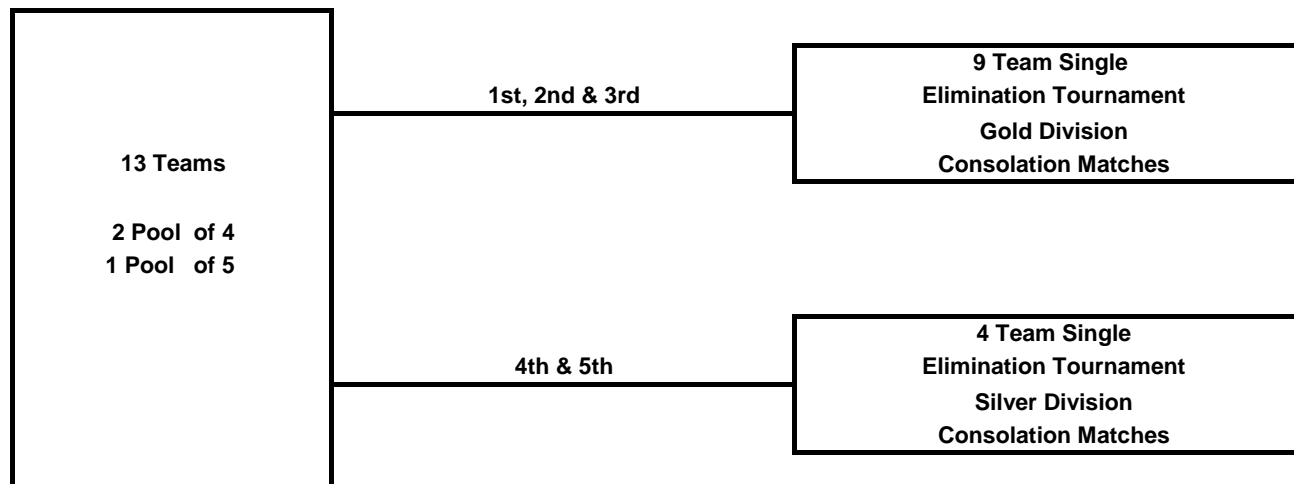 13 Teams
2 Pool of 4
1 Pool of 5
1st, 2nd & 3rd
9 Team Single
Elimination Tournament
Gold Division
Consolation Matches
4th & 5th
4 Team Single
Elimination Tournament
Silver Division
Consolation Matches